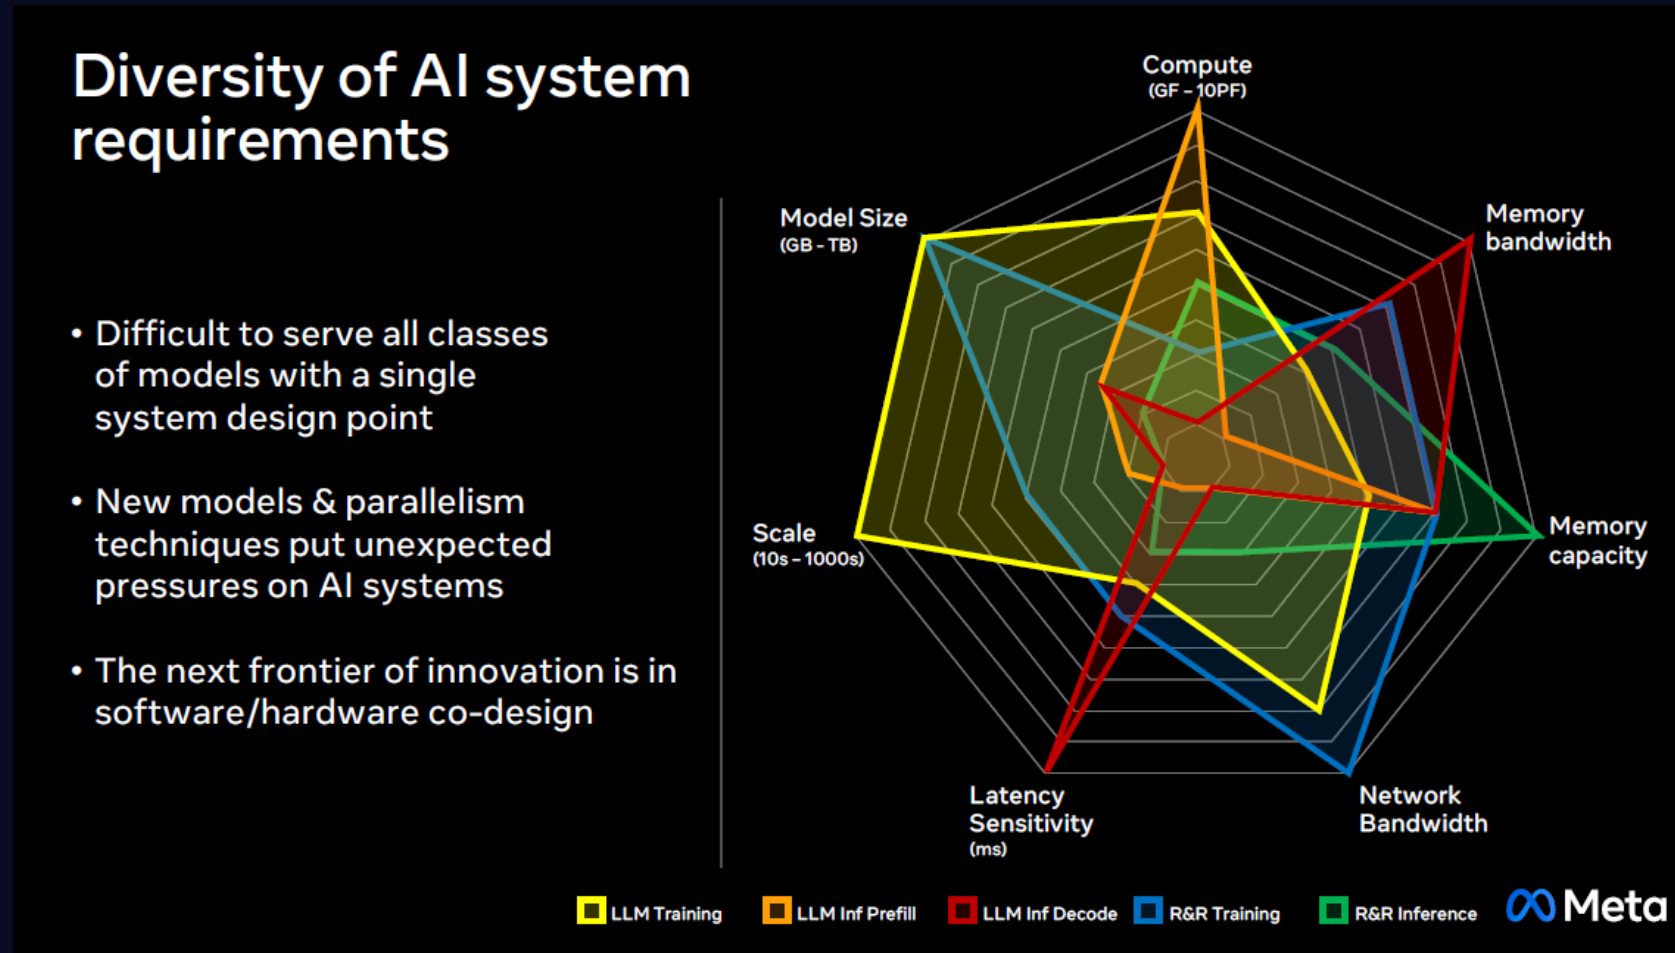 Diversity of AI system
requirements
• Difficult to serve all classes
of models with a single
system design point
• New models & parallelism
techniques put unexpected
pressures on AI systems
• The next frontier of innovation is in
software/hardware co-design
Compute
(GF – 10PF)
Memory
bandwidth
Memory
capacity
Network
Bandwidth
Latency
Sensitivity
(ms)
Scale
(10s – 1000s)
Model Size
(GB - TB)
LLM Training
LLM Inf Prefill
LLM Inf Decode
R&R Training
R&R Inference
Meta